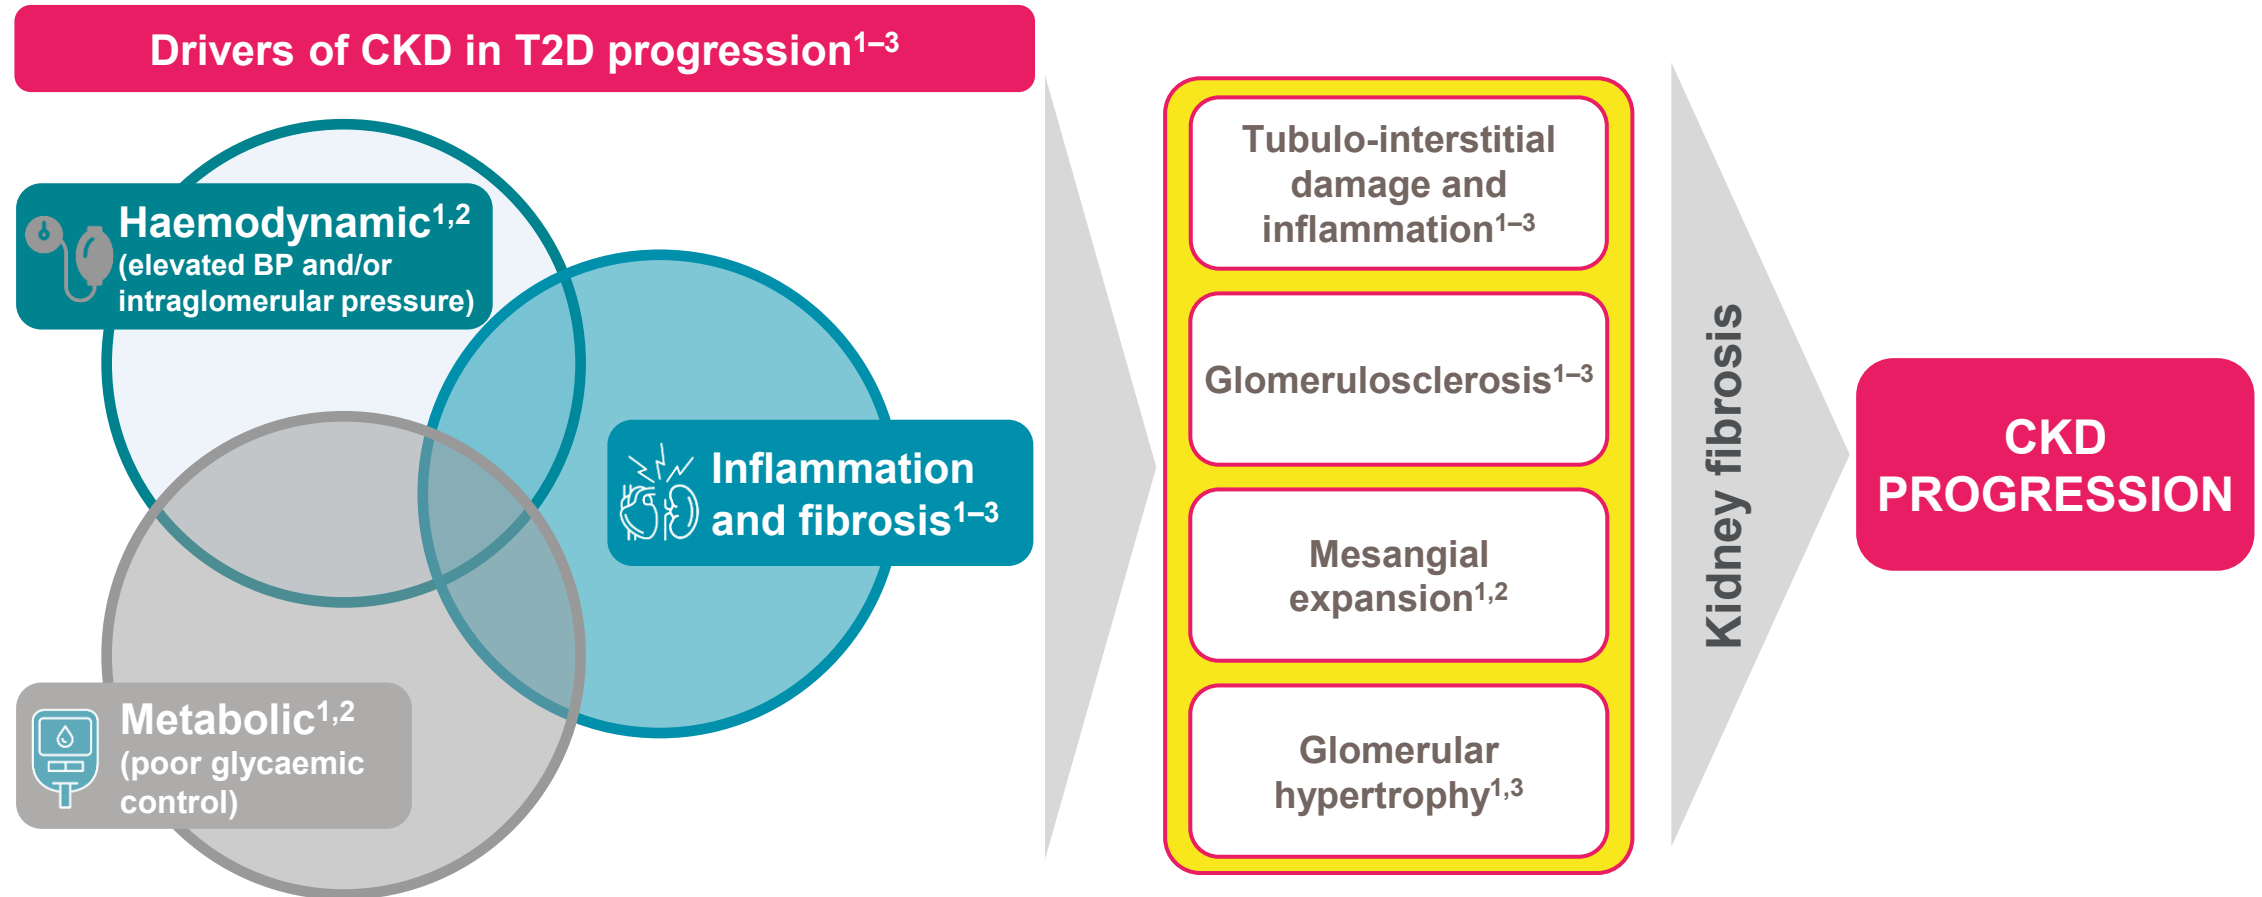 Drivers of CKD in T2D progression¹⁻³
Haemodynamic¹,²
(elevated BP and/or
intraglomerular pressure)
Inflammation
and fibrosis¹⁻³
Metabolic¹,²
(poor glycaemic
control)
Tubulo-interstitial
damage and
inflammation¹⁻³
Glomerulosclerosis¹⁻³
Mesangial
expansion¹,²
Glomerular
hypertrophy¹,³
Kidney fibrosis
CKD
PROGRESSION